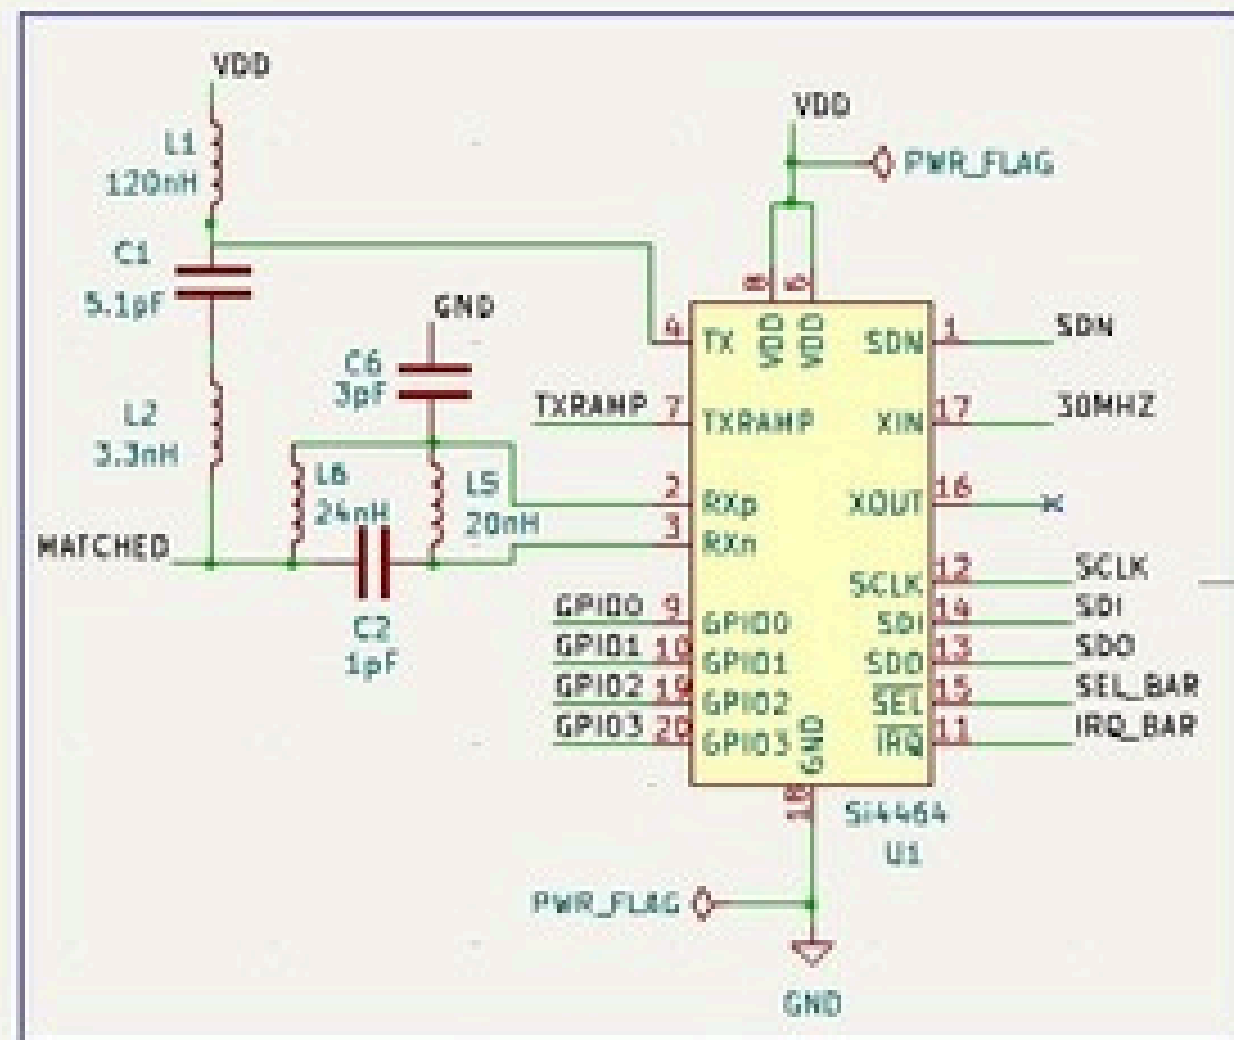 VDD
L1
120nH
C1
5.1pF
L2
3.3nH
MATCHED
GND
C6
3pF
L6
24nH
L5
20nH
C2
1pF
VDD
PWR_FLAG
8
6
VDD
VDD
4
TX
TXRAMP
7
TXRAMP
2
RXp
3
RXn
GPIO0
9
GPIO0
GPIO1
10
GPIO1
GPIO2
19
GPIO2
GPIO3
20
GPIO3
SDN
1
SDN
XIN
17
30MHZ
XOUT
16
SCLK
12
SCLK
SDI
14
SDI
SDO
13
SDO
SEL
15
SEL_BAR
IRQ
11
IRQ_BAR
GND
18
Si4464
U1
PWR_FLAG
GND